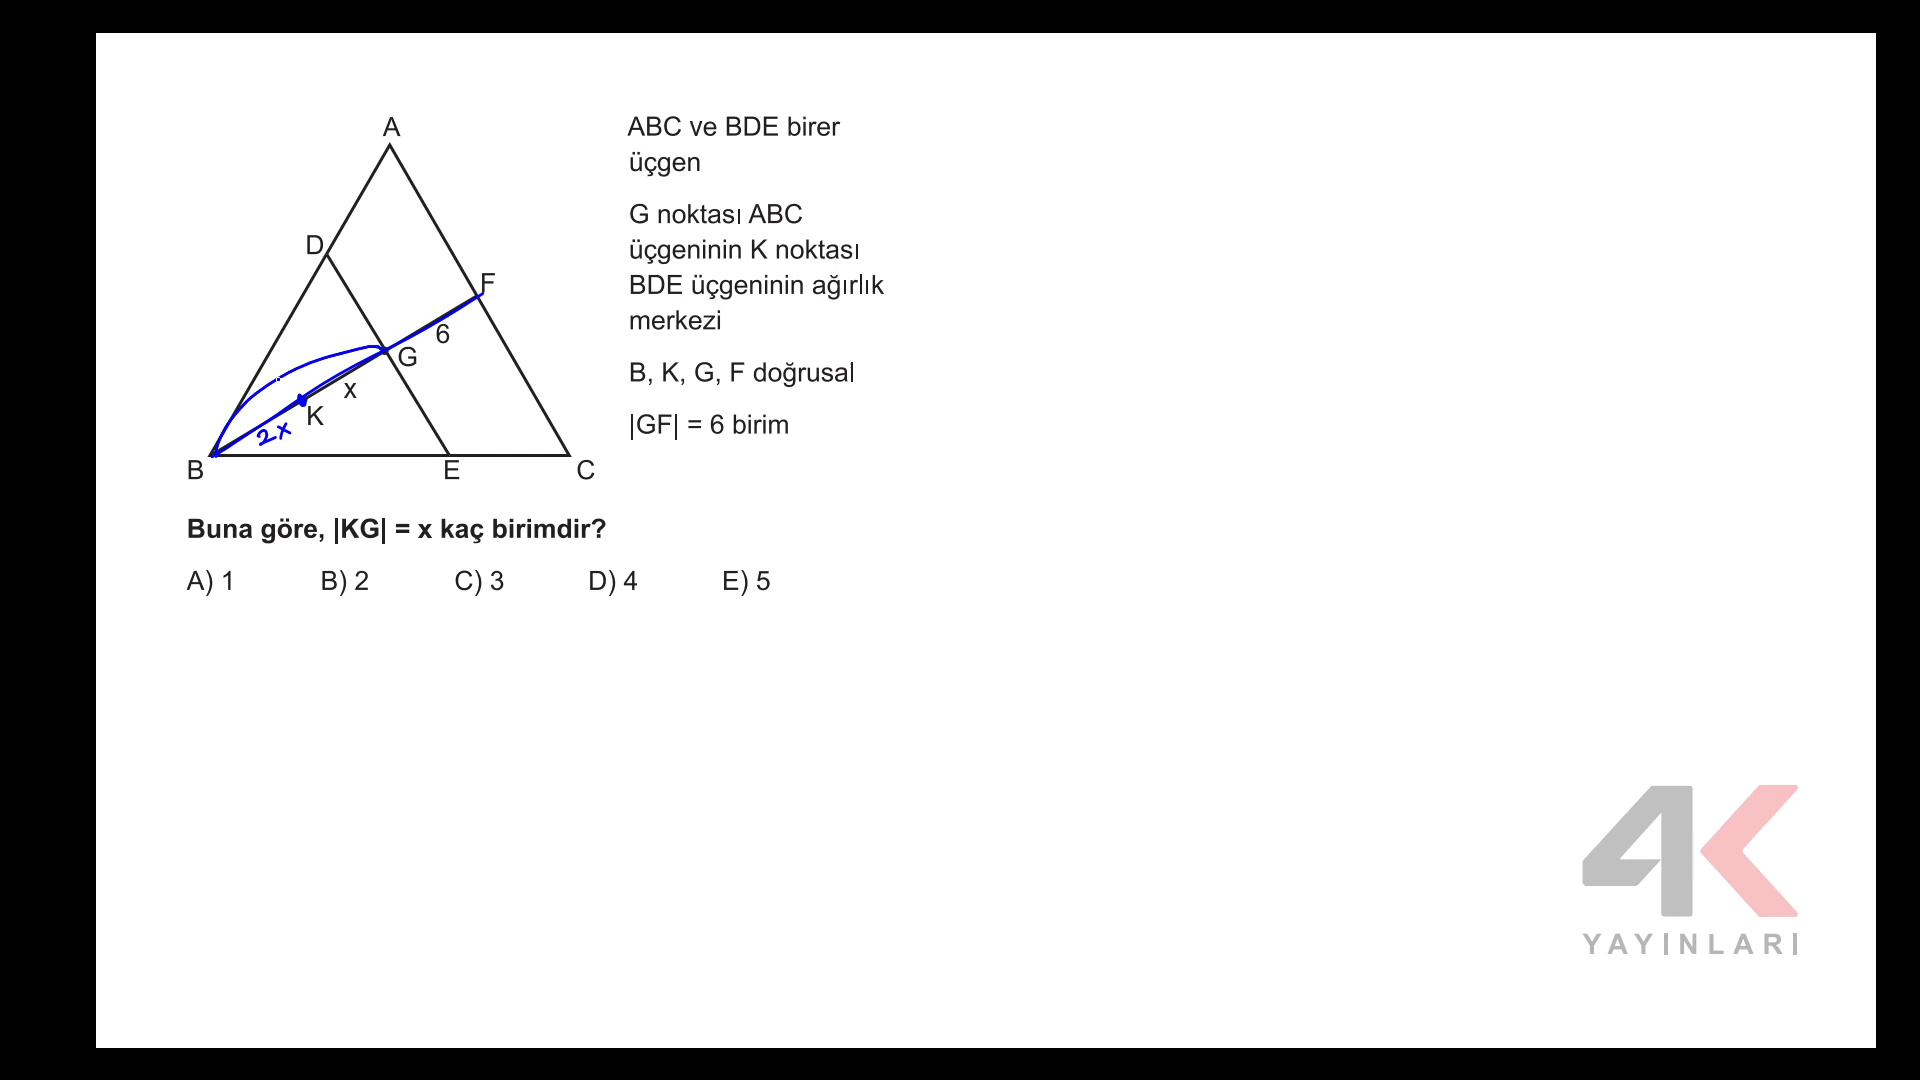 A
D
F
6
G
x
K
2x
B
E
C
ABC ve BDE birer
üçgen
G noktası ABC
üçgeninin K noktası
BDE üçgeninin ağırlık
merkezi
B, K, G, F doğrusal
|GF| = 6 birim
Buna göre, |KG| = x kaç birimdir?
A) 1 B) 2 C) 3 D) 4 E) 5
4K
YAYINLARI